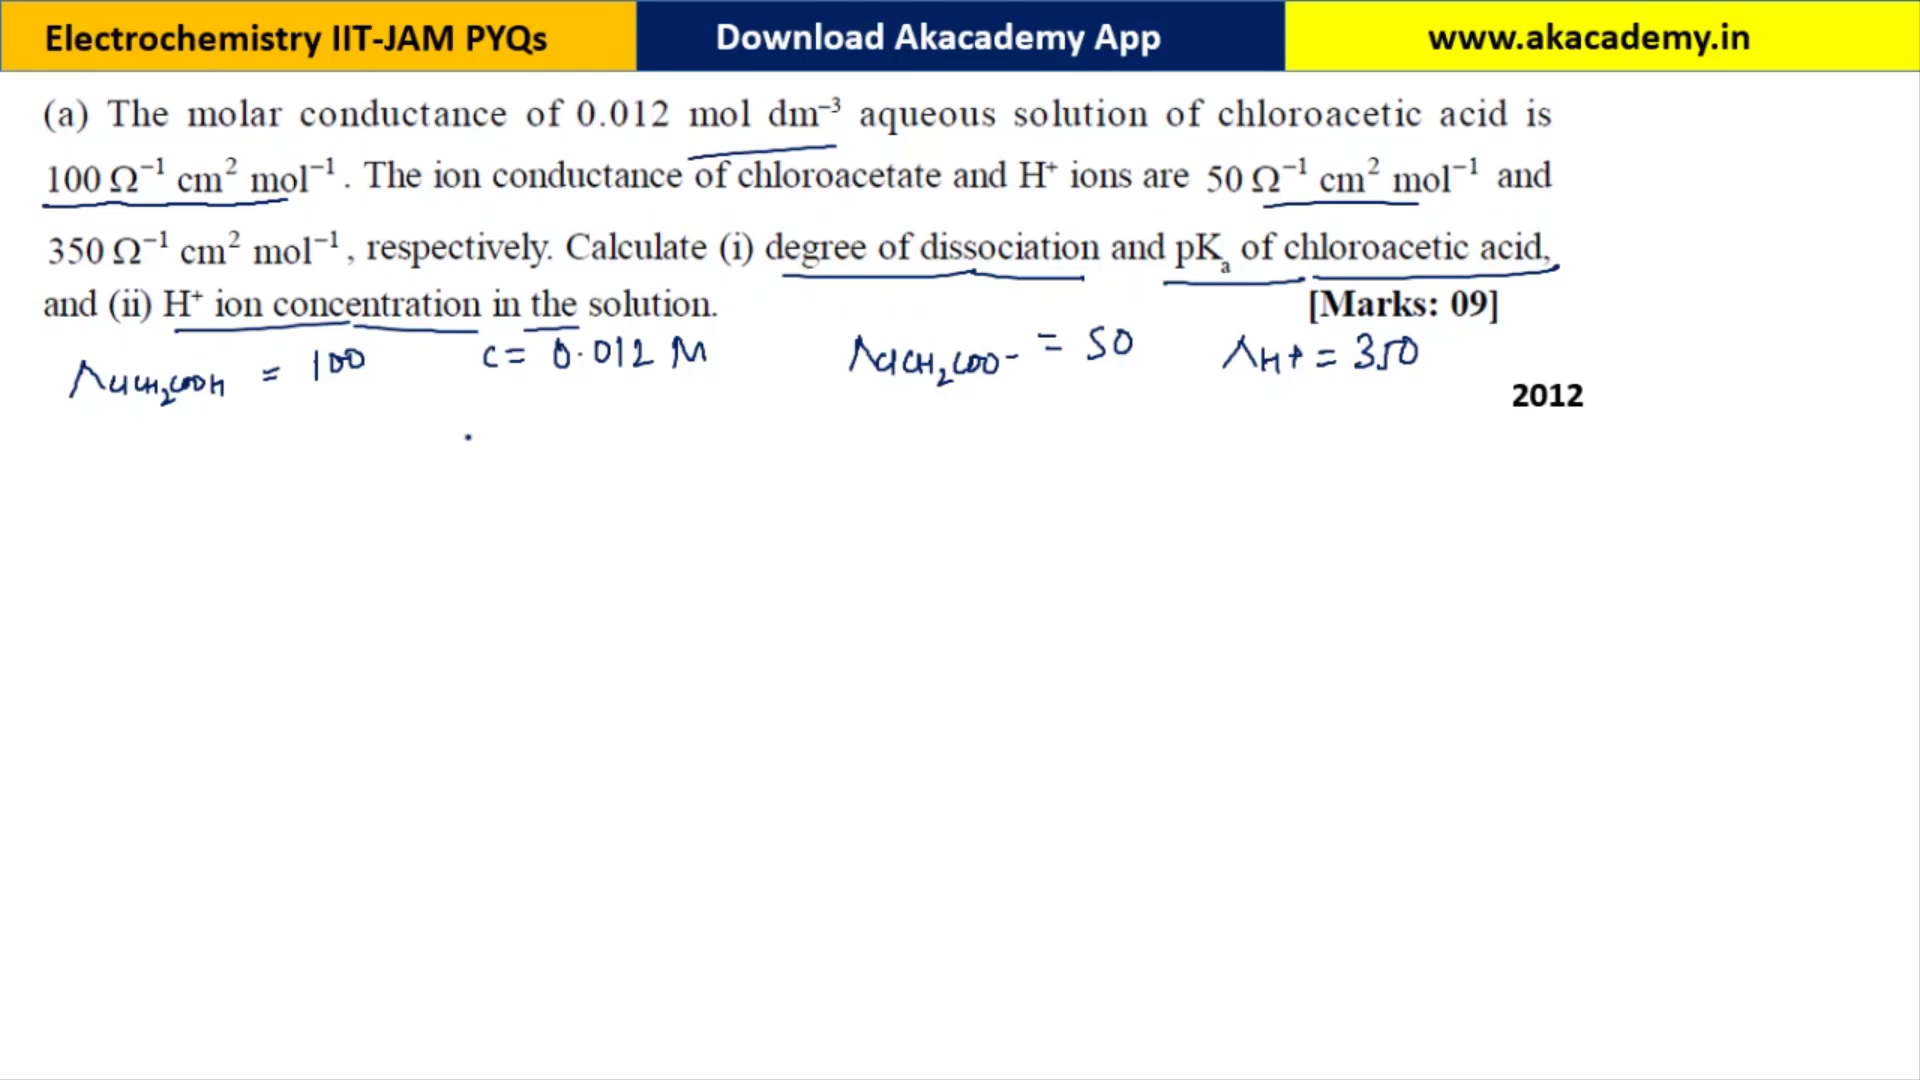 Electrochemistry IIT-JAM PYQs
Download Akacademy App
www.akacademy.in
(a) The molar conductance of 0.012 mol dm⁻³ aqueous solution of chloroacetic acid is
100 Ω⁻¹ cm² mol⁻¹. The ion conductance of chloroacetate and H⁺ ions are 50 Ω⁻¹ cm² mol⁻¹ and
350 Ω⁻¹ cm² mol⁻¹, respectively. Calculate (i) degree of dissociation and pKₐ of chloroacetic acid,
and (ii) H⁺ ion concentration in the solution. [Marks: 09]
Λ ClCH₂COOH = 100 C = 0.012 M Λ ClCH₂COO⁻ = 50 Λ H⁺ = 350
2012